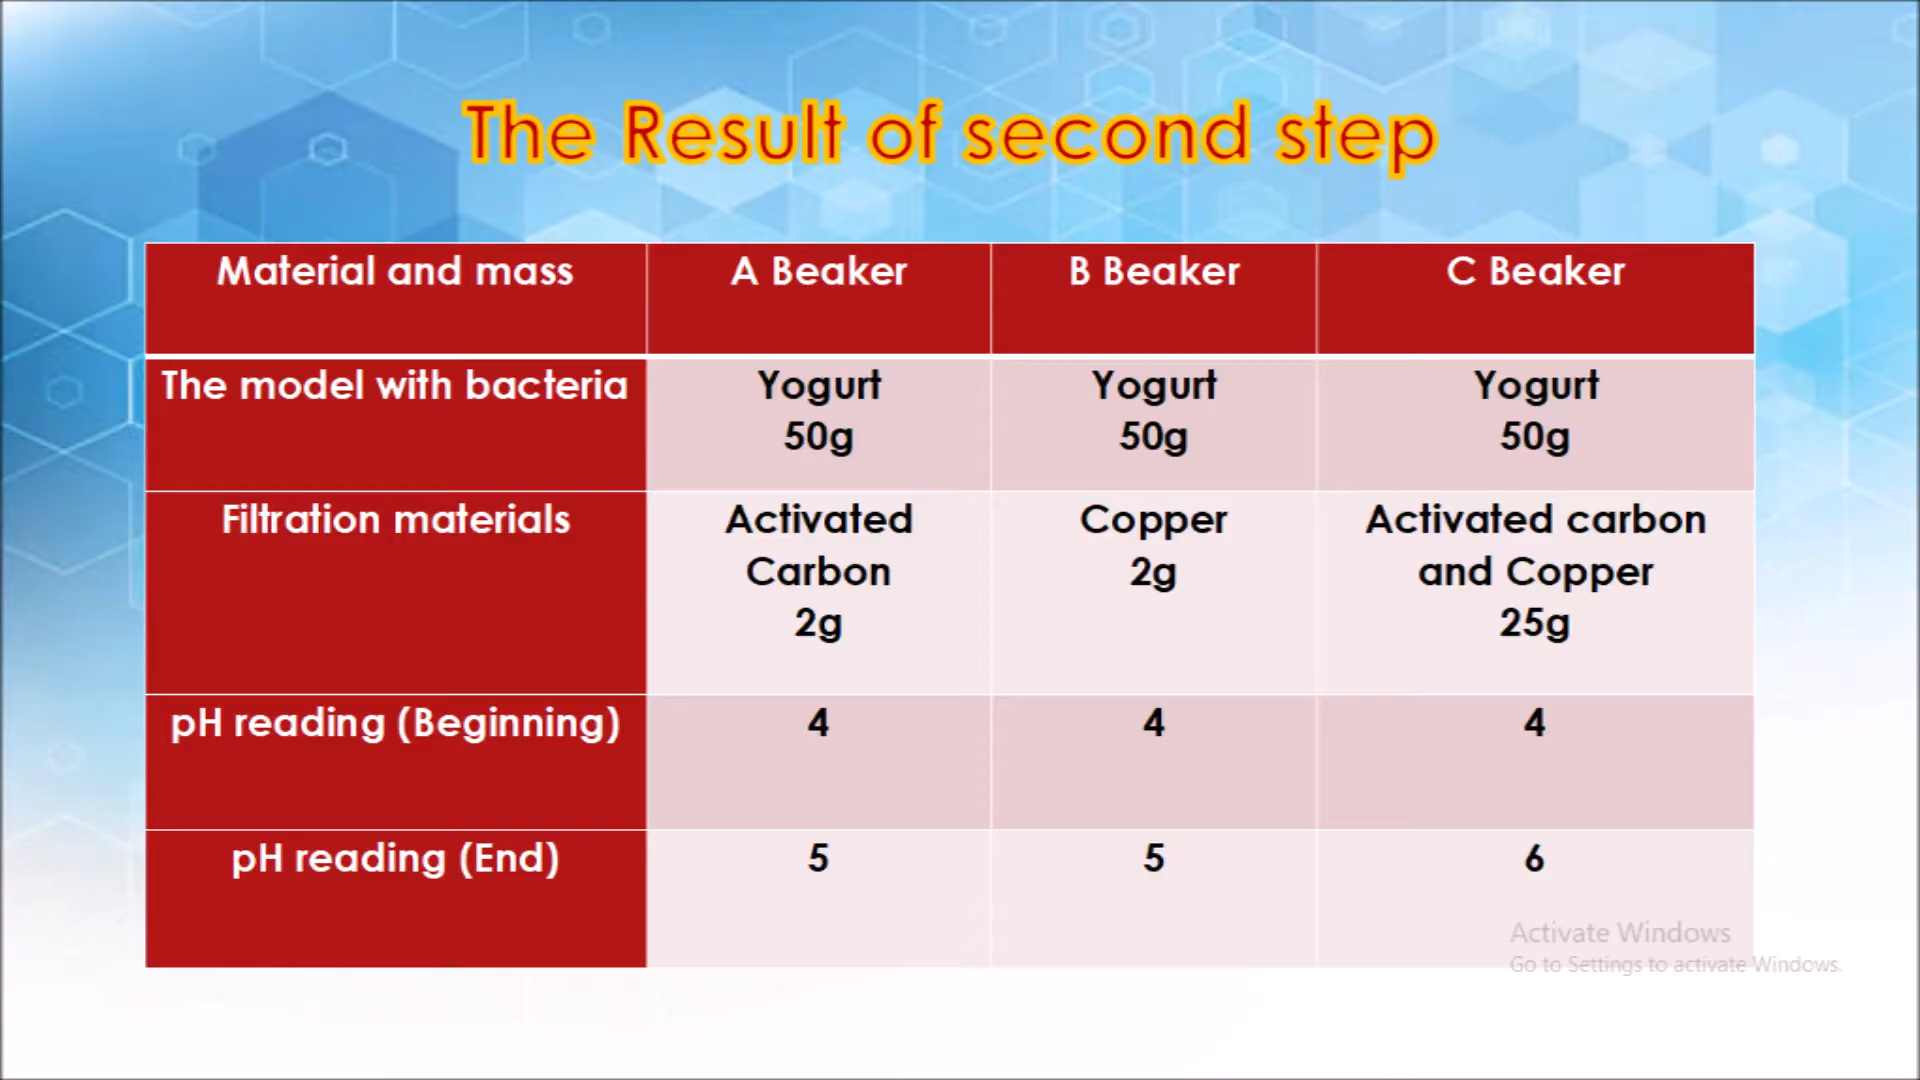 The Result of second step
Material and mass
A Beaker
B Beaker
C Beaker
The model with bacteria
Yogurt
50g
Yogurt
50g
Yogurt
50g
Filtration materials
Activated
Carbon
2g
Copper
2g
Activated carbon
and Copper
25g
pH reading (Beginning)
4
4
4
pH reading (End)
5
5
6
Activate Windows
Go to Settings to activate Windows.